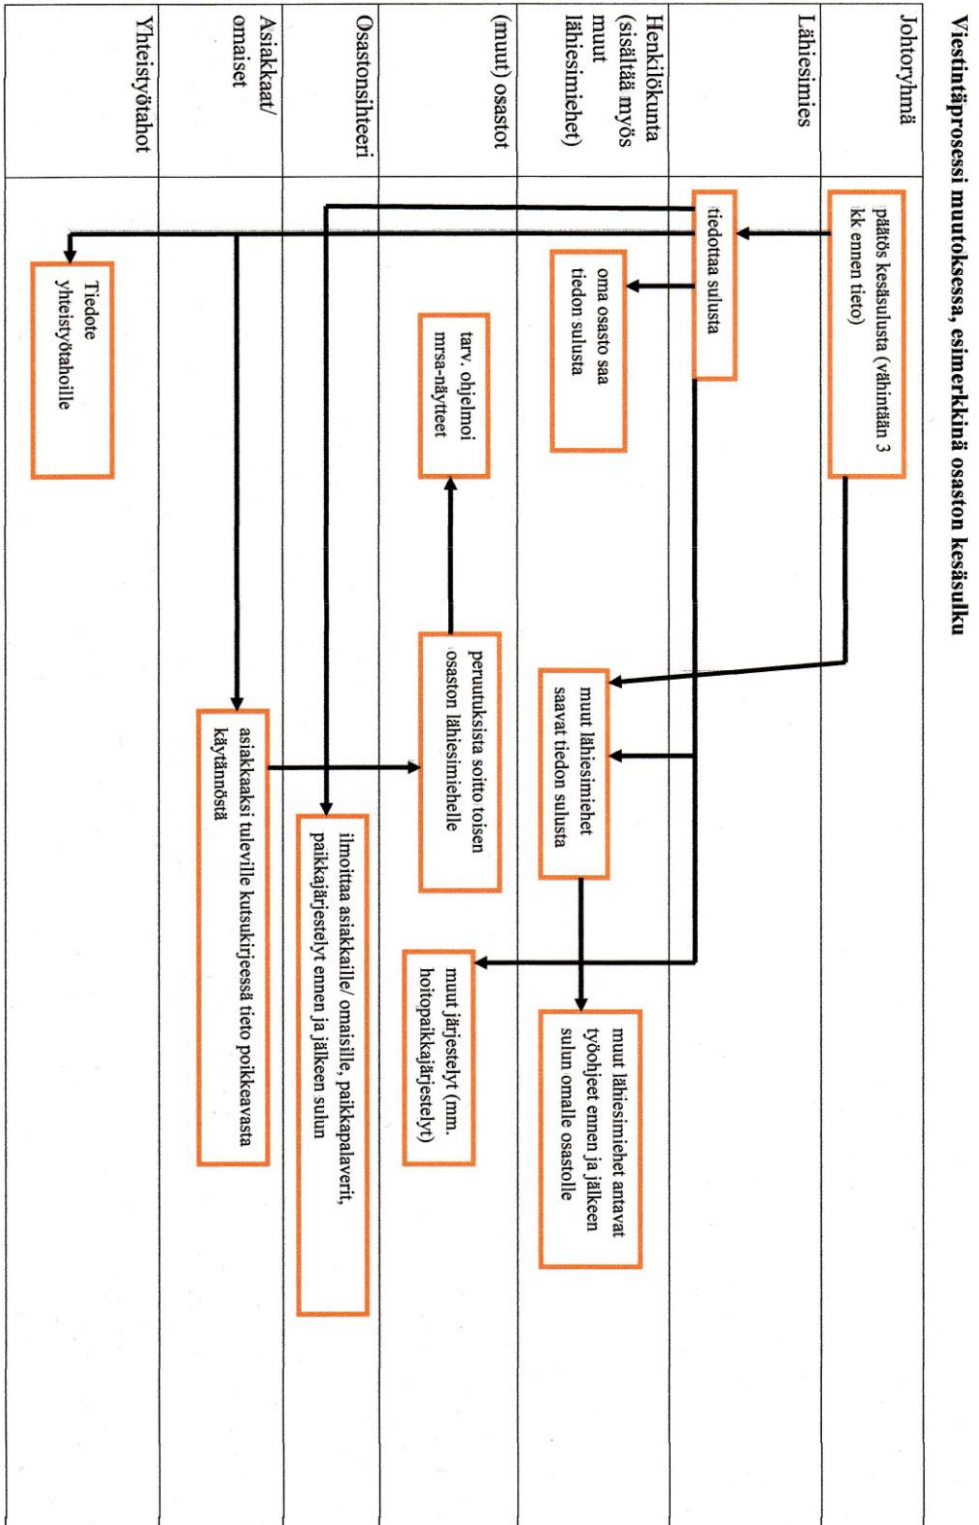 Viestintäprosessi muutoksessa, esimerkkinä osaston kesäsulku
Johtoryhmä
päätös kesäsulusta (vähintään 3
kk ennen tieto)
Lähiesimies
tiedottaa sulusta
Henkilökunta
(sisältää myös
muut
lähiesimiehet)
oma osasto saa
tiedon sulusta
muut lähiesimiehet
saavat tiedon sulusta
muut lähiesimiehet antavat
työohjeet ennen ja jälkeen
sulun omalle osastolle
(muut) osastot
tarv. ohjelmoi
mrsa-näytteet
peruutuksista soitto toisen
osaston lähiesimiehelle
muut järjestelyt (mm.
hoitopaikkajärjestelyt)
Osastonsihteeri
ilmoittaa asiakkaille/ omaisille, paikkapalaverit,
paikkajärjestelyt ennen ja jälkeen sulun
Asiakkaat/
omaiset
asiakkaaksi tuleville kutsukirjeessä tieto poikkeavasta
käytännöstä
Yhteistyötahot
Tiedote
yhteistyötahoille